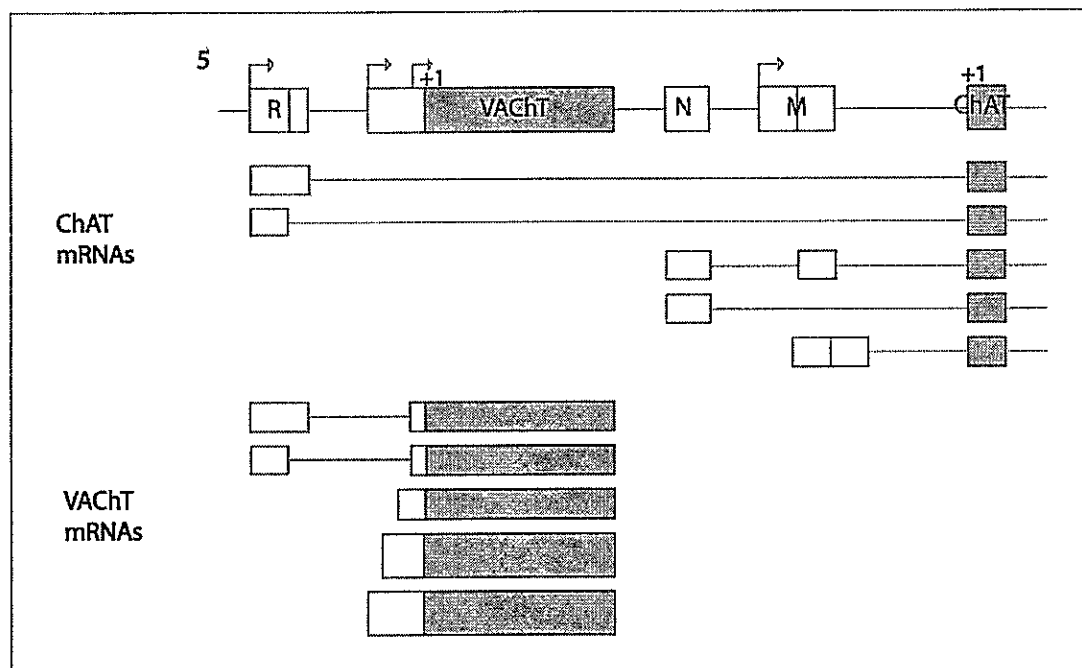 5
+1
+1
R
VAChT
N
M
ChAT
ChAT
mRNAs
VAChT
mRNAs